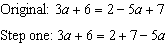 Original: 3a + 6 = 2 − 5a + 7
Step one: 3a + 6 = 2 + 7 − 5a